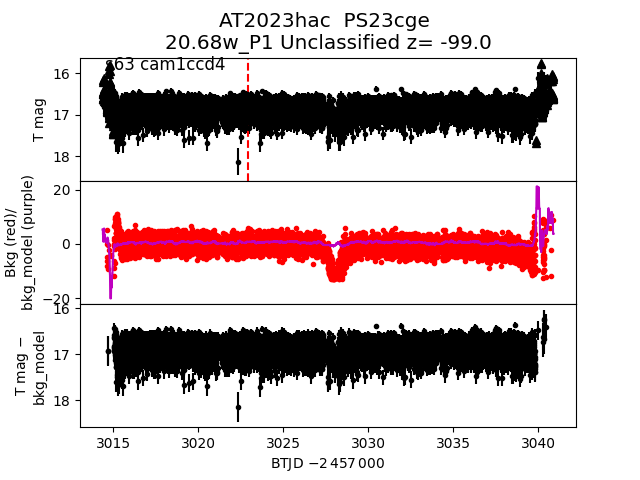 AT2023hac PS23cge
20.68w_P1 Unclassified z= -99.0
s63 cam1ccd4
16
17
18
T mag
20
0
−20
Bkg (red)/
bkg_model (purple)
16
17
18
T mag −
bkg_model
3015 3020 3025 3030 3035 3040
BTJD −2 457 000